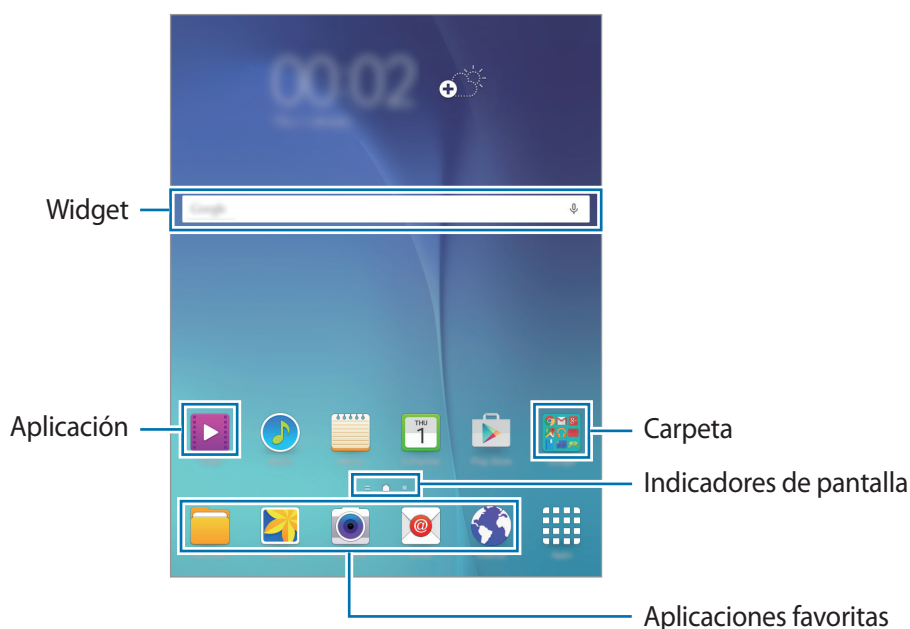 00:02
Widget
Google
THU
1
Aplicación
Carpeta
Indicadores de pantalla
@
Aplicaciones favoritas